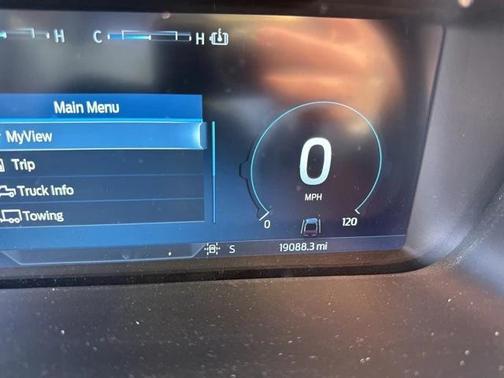 H C H
Main Menu
MyView
Trip
Truck Info
Towing
0
MPH
0 120
S 19088.3 mi